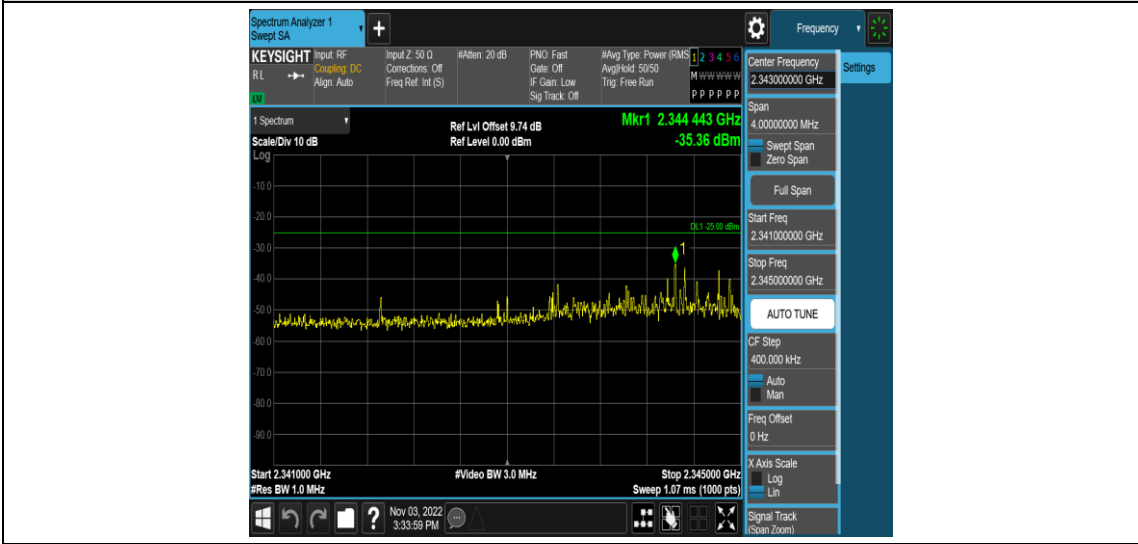 Spectrum Analyzer 1
Swept SA
+
Frequency
KEYSIGHT
RL
LXI
Input: RF
Coupling: DC
Align: Auto
Input Z: 50 Ω
Corrections: Off
Freq Ref: Int (S)
#Atten: 20 dB
PNO: Fast
Gate: Off
IF Gain: Low
Sig Track: Off
#Avg Type: Power (RMS
Avg|Hold: 50/50
Trig: Free Run
1 2 3 4 5 6
M W W W W W
P P P P P P
1 Spectrum
Scale/Div 10 dB
Log
Ref Lvl Offset 9.74 dB
Ref Level 0.00 dBm
Mkr1 2.344 443 GHz
-35.36 dBm
-10.0
-20.0
DL1 -25.00 dBm
1
-30.0
-40.0
-50.0
-60.0
-70.0
-80.0
-90.0
Start 2.341000 GHz
#Video BW 3.0 MHz
Stop 2.345000 GHz
#Res BW 1.0 MHz
Sweep 1.07 ms (1000 pts)
?
Nov 03, 2022
3:33:59 PM
Center Frequency
2.343000000 GHz
Settings
Span
4.00000000 MHz
Swept Span
Zero Span
Full Span
Start Freq
2.341000000 GHz
Stop Freq
2.345000000 GHz
AUTO TUNE
CF Step
400.000 kHz
Auto
Man
Freq Offset
0 Hz
X Axis Scale
Log
Lin
Signal Track
(Span Zoom)